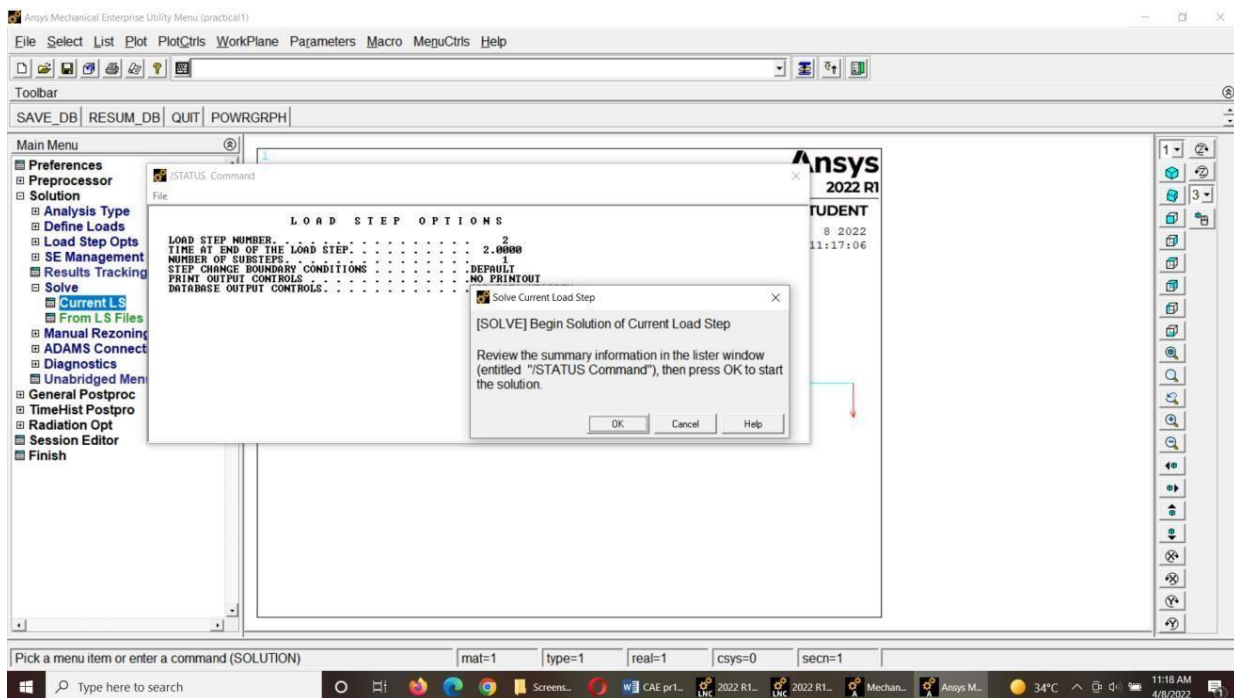 Ansys Mechanical Enterprise Utility Menu (practical1)
File Select List Plot PlotCtrls WorkPlane Parameters Macro MenuCtrls Help
Toolbar
SAVE_DB RESUM_DB QUIT POWRGRPH
Main Menu
Preferences
Preprocessor
Solution
Analysis Type
Define Loads
Load Step Opts
SE Management
Results Tracking
Solve
Current LS
From LS Files
Manual Rezoning
ADAMS Connect
Diagnostics
Unabridged Men
General Postproc
TimeHist Postpro
Radiation Opt
Session Editor
Finish
1
Ansys
2022 R1
TUDENT
8 2022
11:17:06
/STATUS Command
File
LOAD STEP OPTIONS
LOAD STEP NUMBER. . . . . . . . . . . . . . . . 2
TIME AT END OF THE LOAD STEP. . . . . . . . . . 2.0000
NUMBER OF SUBSTEPS. . . . . . . . . . . . . . . 1
STEP CHANGE BOUNDARY CONDITIONS . . . . . . . .DEFAULT
PRINT OUTPUT CONTROLS . . . . . . . . . . . . .NO PRINTOUT
DATABASE OUTPUT CONTROLS. . . . . . . . . . . .
Solve Current Load Step
[SOLVE] Begin Solution of Current Load Step
Review the summary information in the lister window
(entitled "/STATUS Command"), then press OK to start
the solution.
OK Cancel Help
1
3
Pick a menu item or enter a command (SOLUTION) mat=1 type=1 real=1 csys=0 secn=1
Type here to search Screens... CAE pr1... 2022 R1... 2022 R1... Mechan... Ansys M... 34°C 11:18 AM
4/8/2022